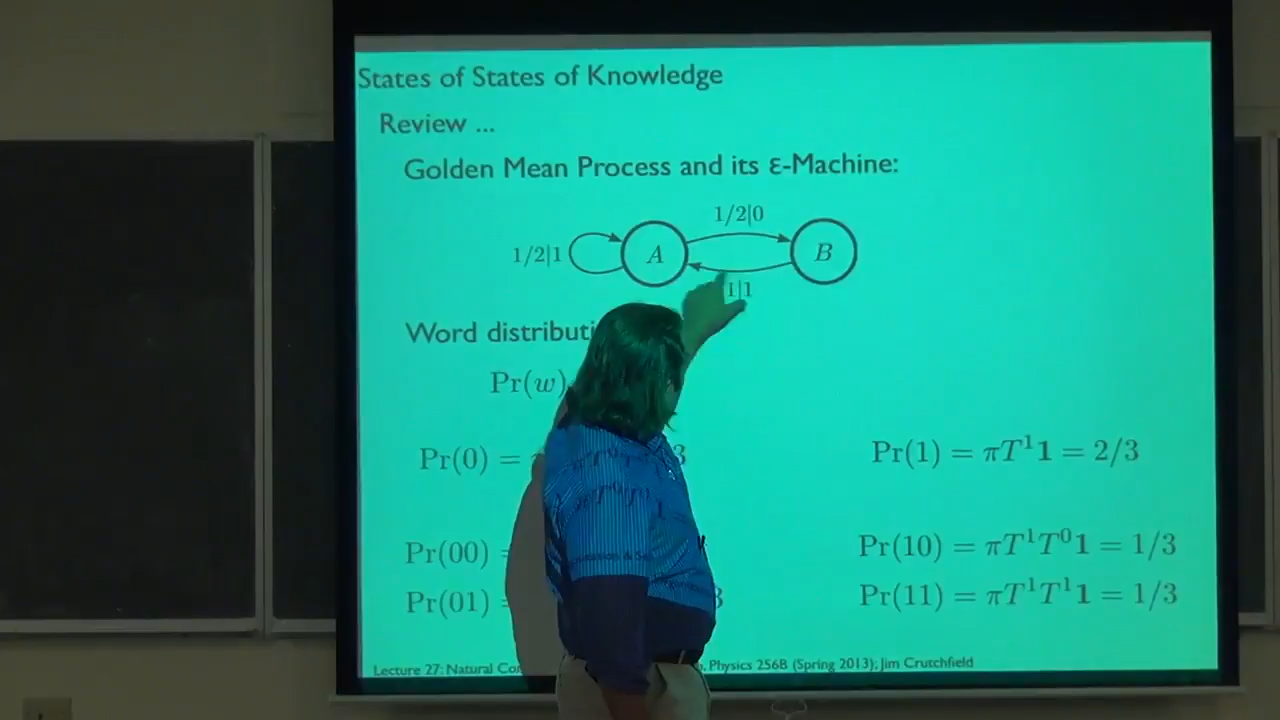 States of States of Knowledge
Review ...
Golden Mean Process and its ε-Machine:
1/2|0
1/2|1
A
B
1|1
Word
Pr(w)
Pr(0) =
3
Pr(1) = πT¹1 = 2/3
Pr(00)
Pr(10) = πT¹T⁰1 = 1/3
Pr(01)
3
Pr(11) = πT¹T¹1 = 1/3
Lecture 27: Natural
Physics 256B (Spring 2013); Jim Crutchfield